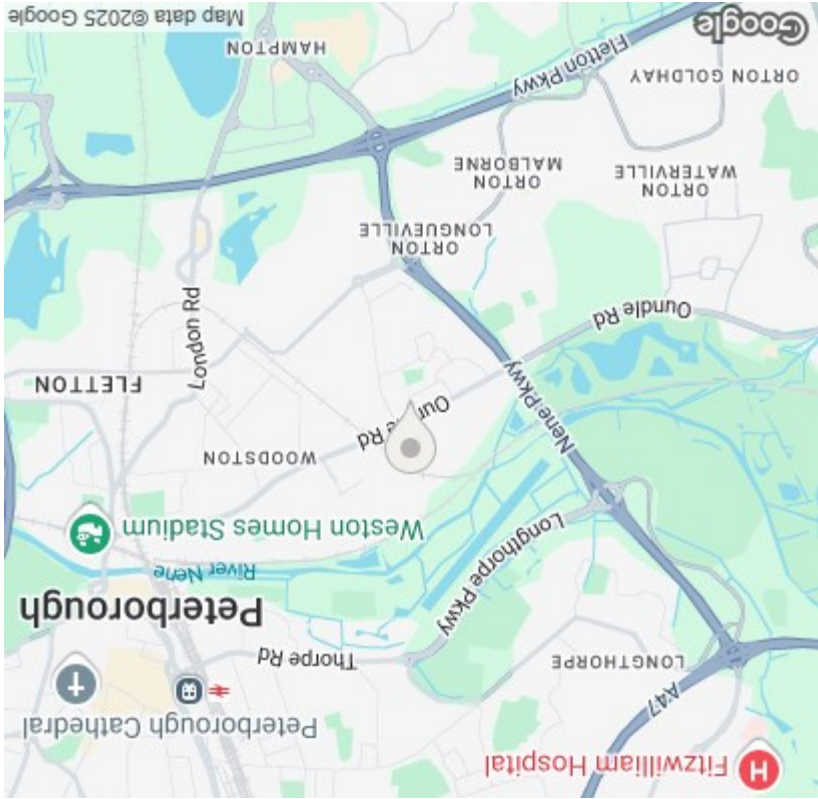 H Fitzwilliam Hospital
Peterborough Cathedral
A47
LONGTHORPE
Thorpe Rd
Peterborough
River Nene
Longthorpe Pkwy
Weston Homes Stadium
WOODSTON
Nene Pkwy
Oundle Rd
FLETTON
London Rd
Oundle Rd
ORTON
LONGUEVILLE
ORTON
WATERVILLE
ORTON
MALBORNE
ORTON GOLDHAY
Fletton Pkwy
HAMPTON
Google
Map data ©2025 Google